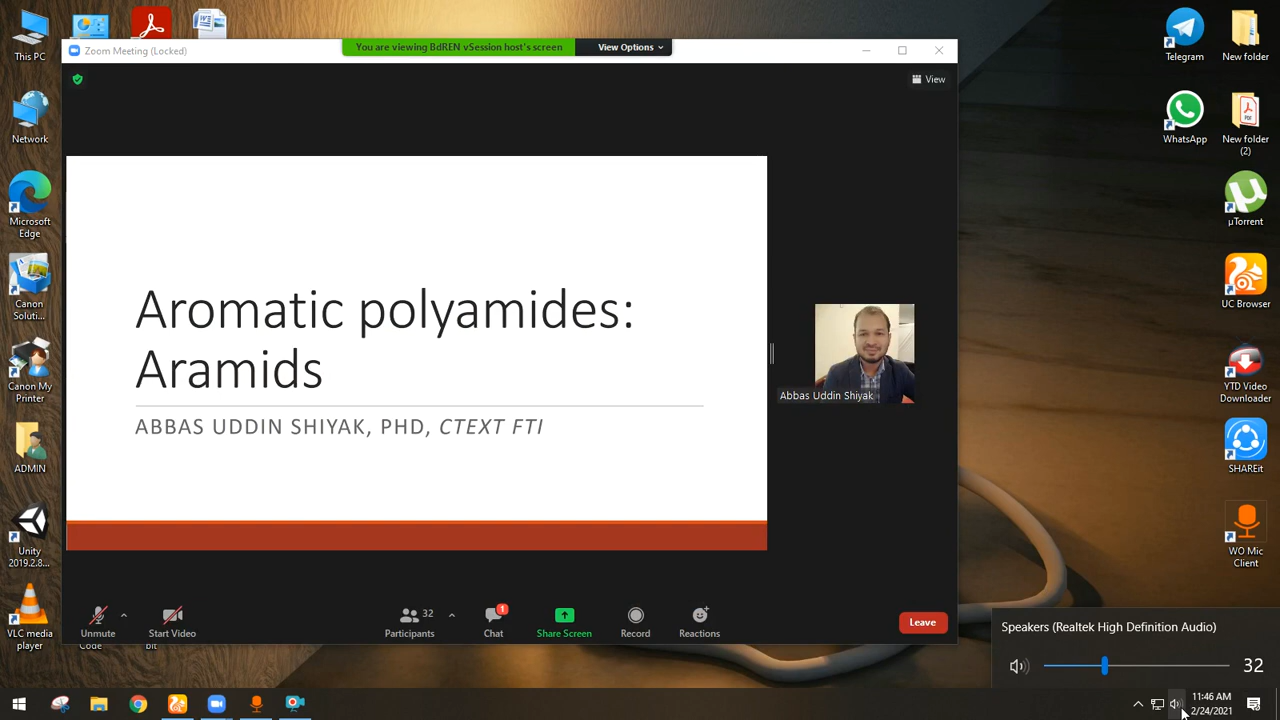 This PC
Network
Microsoft
Edge
Canon
Soluti...
Canon My
Printer
ADMIN
Unity
2019.2.8...
VLC media
player
Code
bit
Zoom Meeting (Locked)
You are viewing BdREN vSession host's screen
View Options
View
Aromatic polyamides:
Aramids
ABBAS UDDIN SHIYAK, PHD, CTEXT FTI
Abbas Uddin Shiyak
Unmute
Start Video
32
Participants
1
Chat
Share Screen
Record
Reactions
Leave
Telegram
New folder
WhatsApp
PDF
New folder
(2)
µTorrent
UC Browser
YTD Video
Downloader
SHAREit
WO Mic
Client
Speakers (Realtek High Definition Audio)
32
11:46 AM
2/24/2021